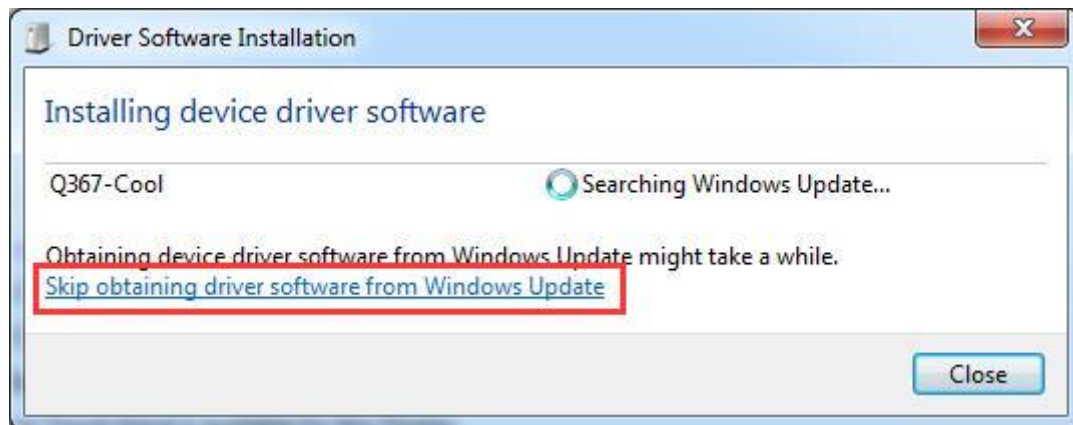 Driver Software Installation
Installing device driver software
Q367-Cool Searching Windows Update...
Obtaining device driver software from Windows Update might take a while.
Skip obtaining driver software from Windows Update
Close